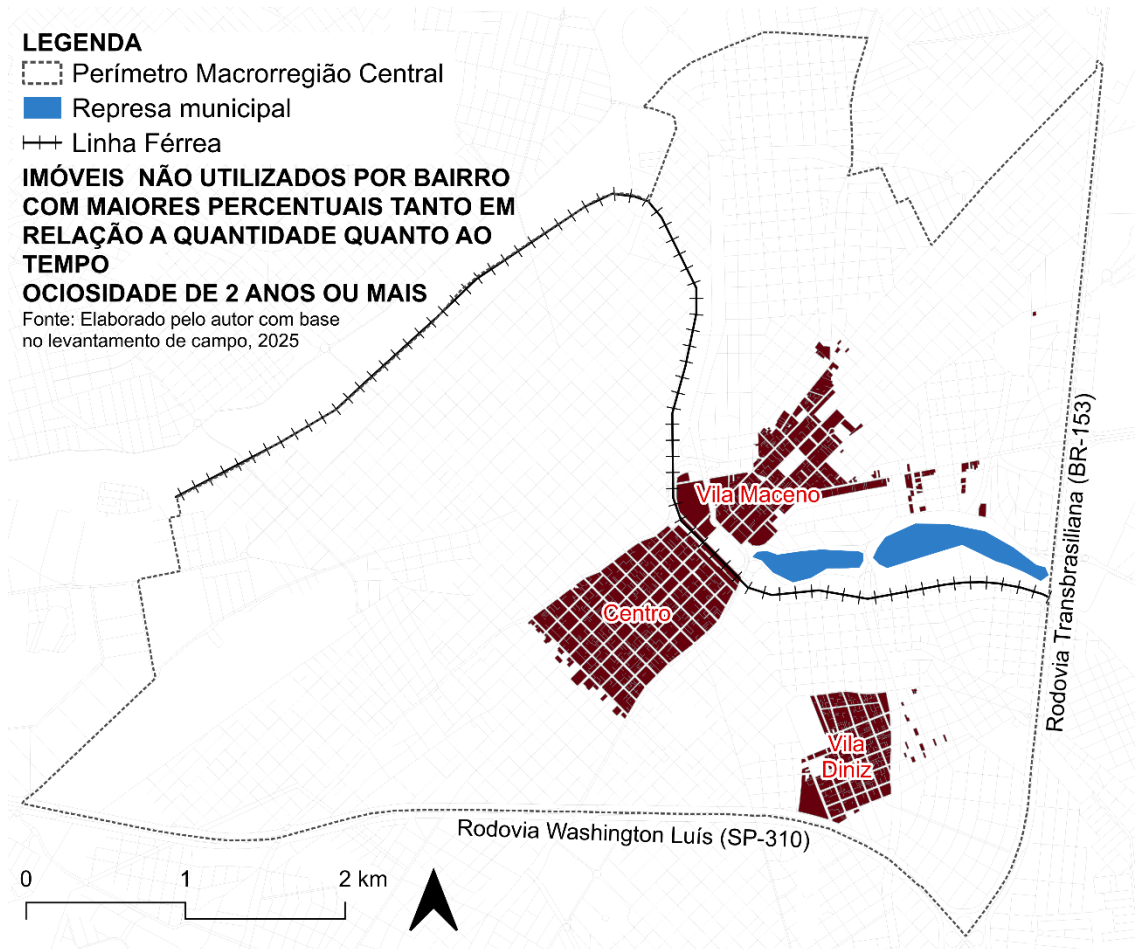 LEGENDA
Perímetro Macrorregião Central
Represa municipal
Linha Férrea
IMÓVEIS NÃO UTILIZADOS POR BAIRRO
COM MAIORES PERCENTUAIS TANTO EM
RELAÇÃO A QUANTIDADE QUANTO AO
TEMPO
OCIOSIDADE DE 2 ANOS OU MAIS
Fonte: Elaborado pelo autor com base
no levantamento de campo, 2025
Vila Maceno
Centro
Vila
Diniz
Rodovia Transbrasiliana (BR-153)
Rodovia Washington Luís (SP-310)
0 1 2 km